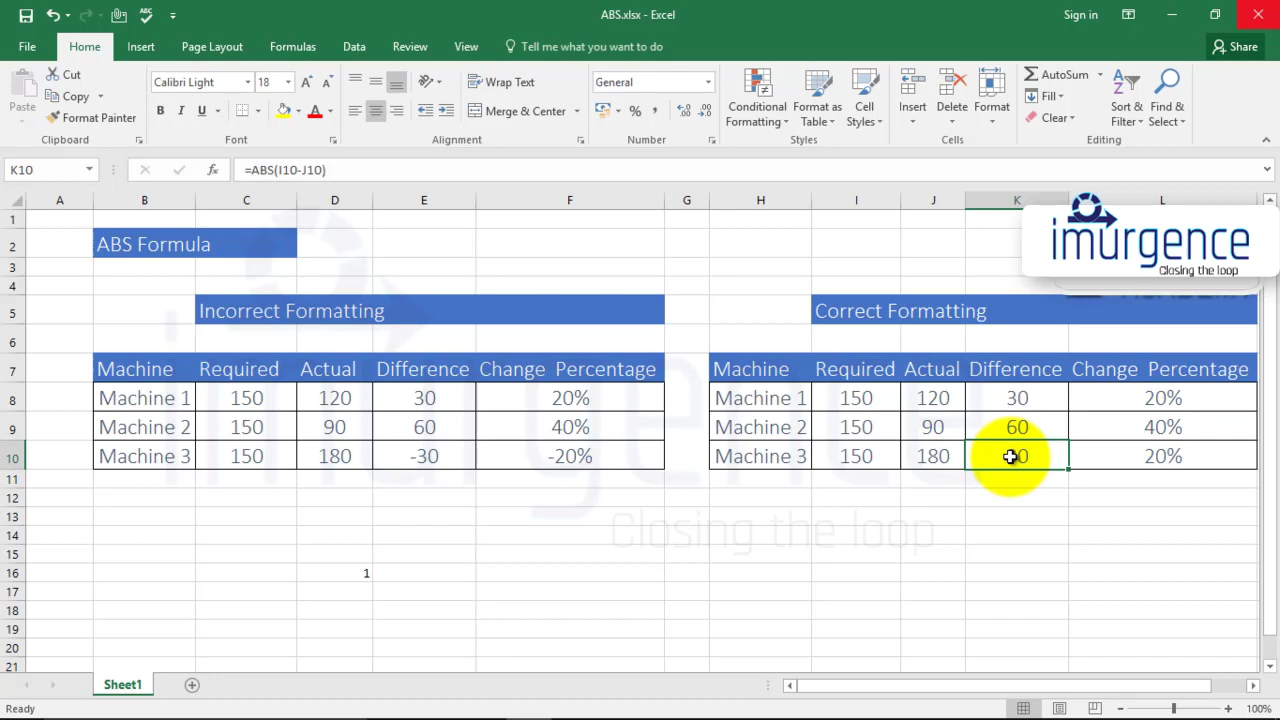 ABS.xlsx - Excel
Sign in
File Home Insert Page Layout Formulas Data Review View Tell me what you want to do Share
Paste
Cut
Copy
Format Painter
Clipboard
Calibri Light 18
B I U
Font
Wrap Text
Merge & Center
Alignment
General
Number
Conditional Formatting
Format as Table
Cell Styles
Styles
Insert Delete Format
Cells
AutoSum
Fill
Clear
Sort & Filter
Find & Select
Editing
K10 fx =ABS(I10-J10)
A B C D E F G H I J K L
1
2 ABS Formula
imurgence
Closing the loop
3
4
5 Incorrect Formatting Correct Formatting
6
7 Machine Required Actual Difference Change Percentage Machine Required Actual Difference Change Percentage
8 Machine 1 150 120 30 20% Machine 1 150 120 30 20%
9 Machine 2 150 90 60 40% Machine 2 150 90 60 40%
10 Machine 3 150 180 -30 -20% Machine 3 150 180 20%
11
12
13
imurgence
Closing the loop
14
15
16 1
17
18
19
20
21
Sheet1
Ready
100%